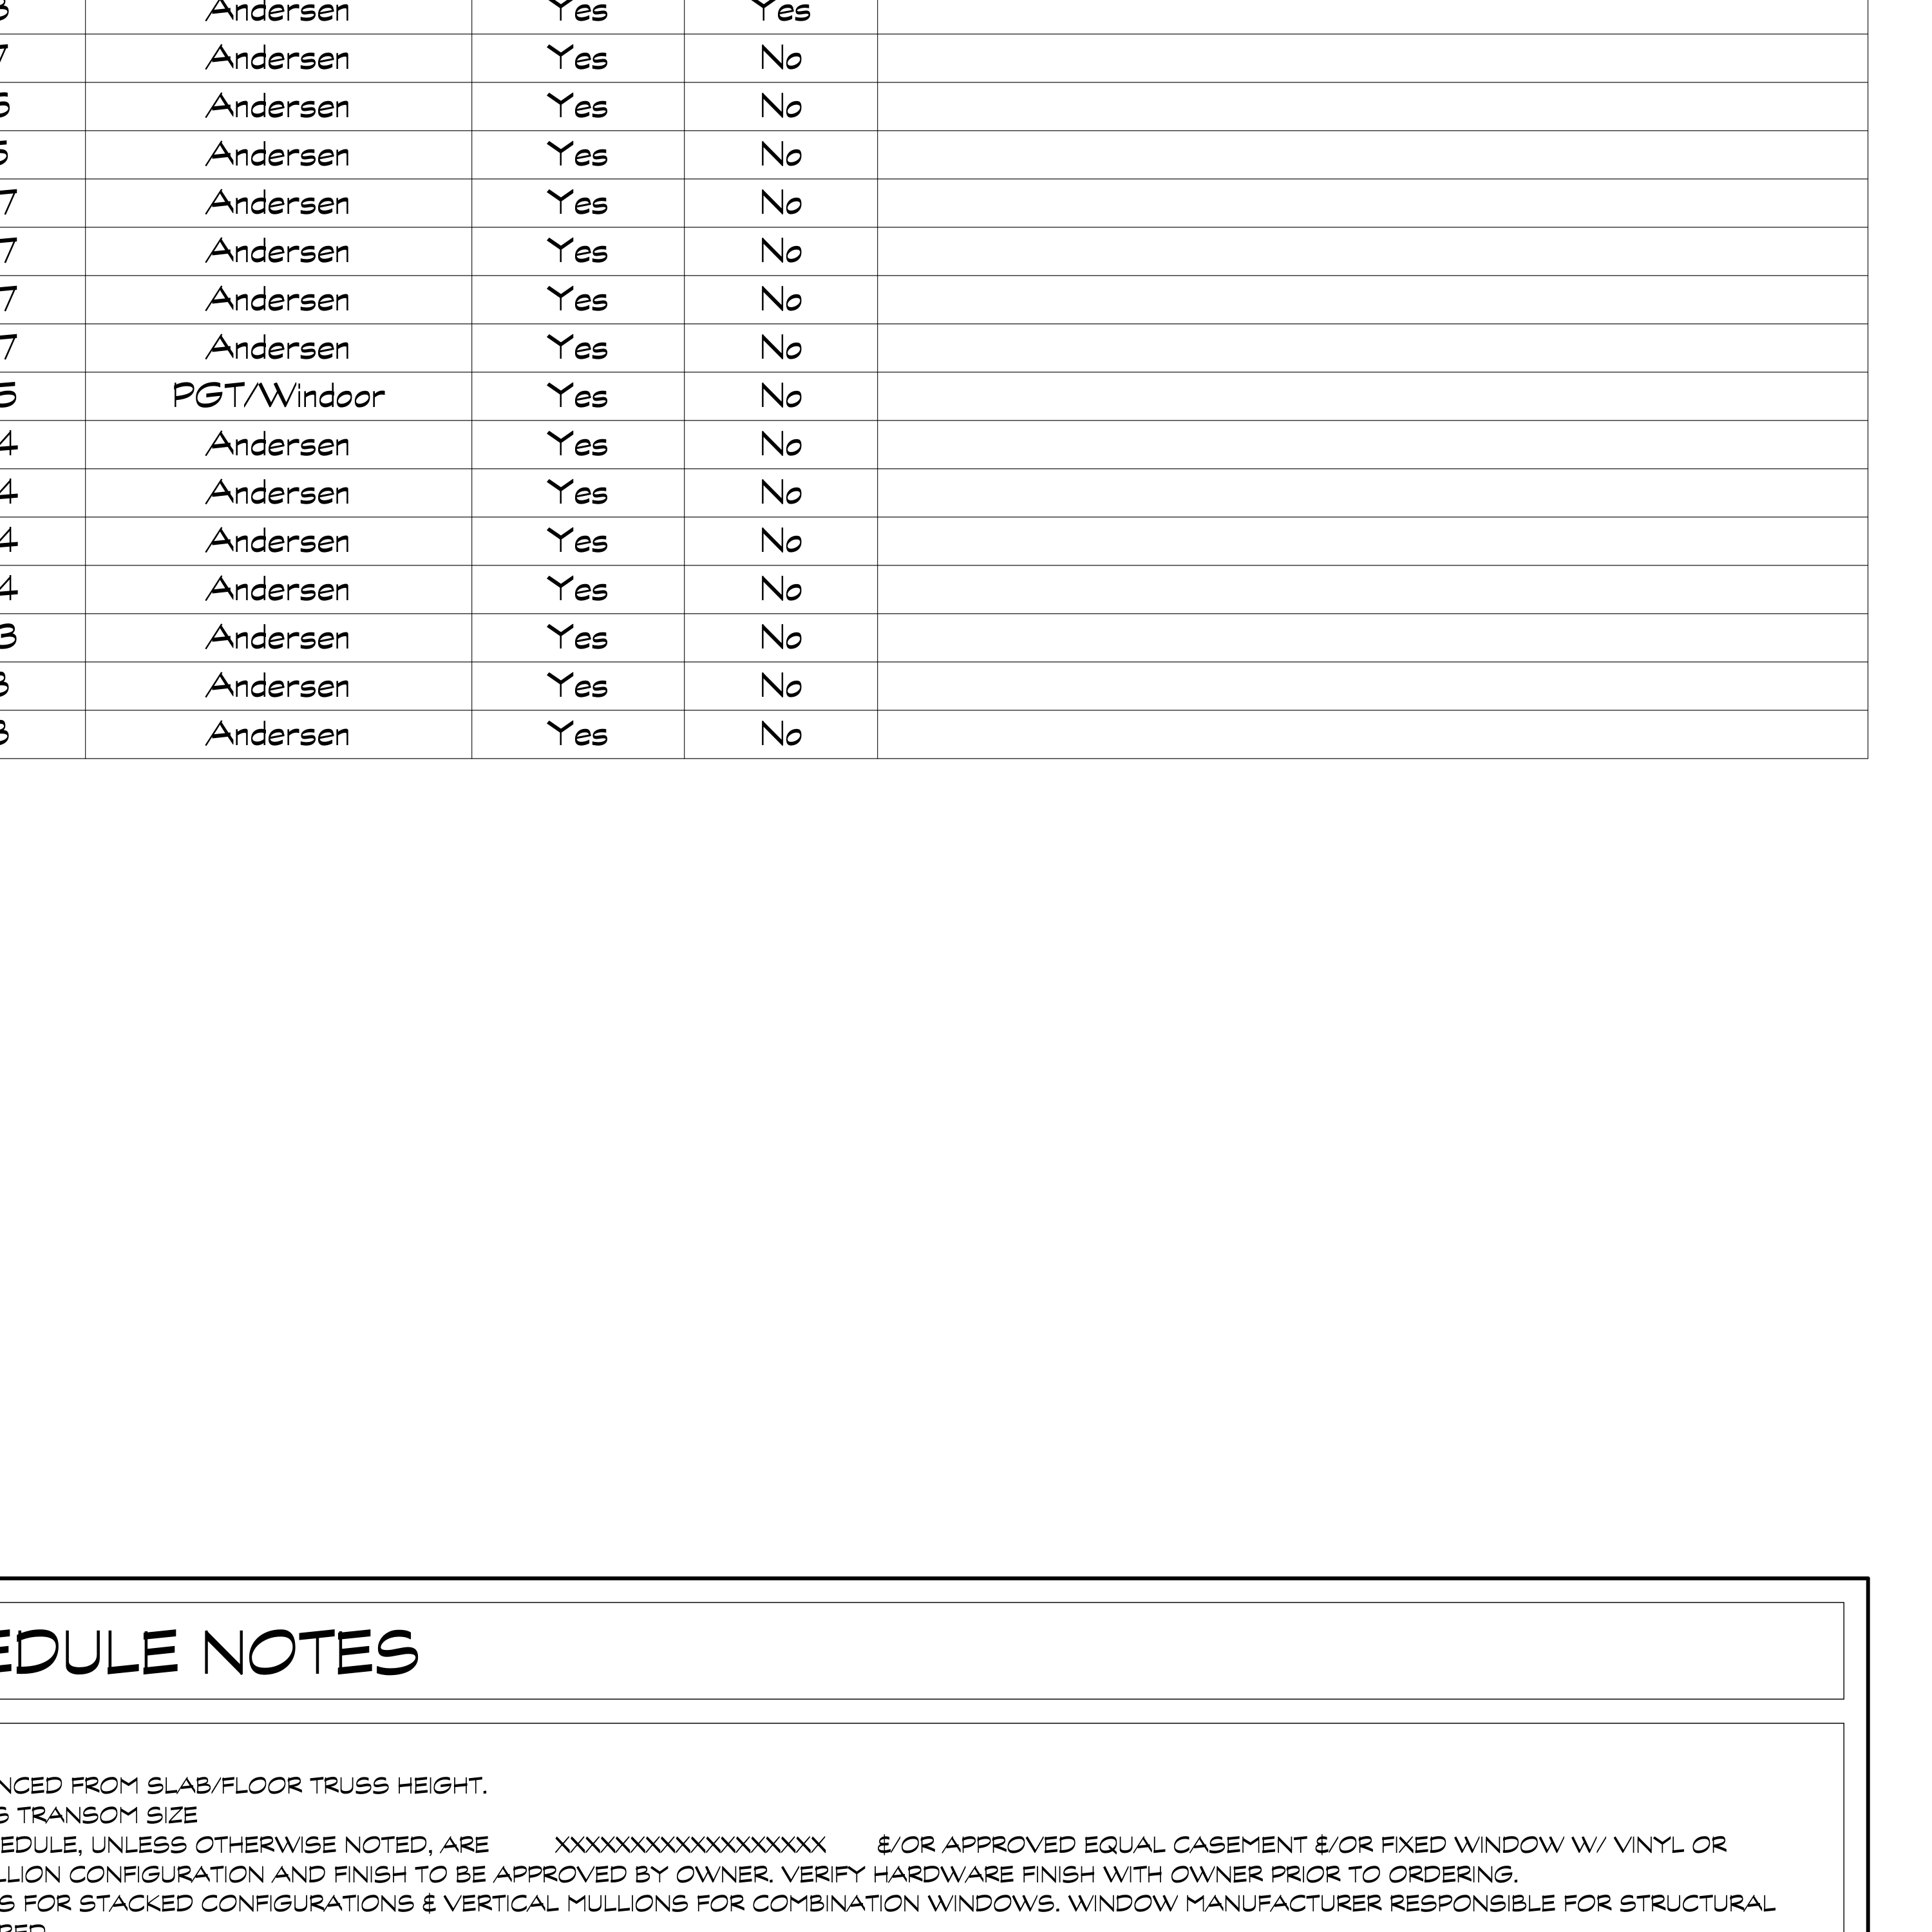 Andersen Yes Yes
7 Andersen Yes No
Andersen Yes No
Andersen Yes No
7 Andersen Yes No
7 Andersen Yes No
7 Andersen Yes No
7 Andersen Yes No
5 PGT/Windoor Yes No
4 Andersen Yes No
4 Andersen Yes No
4 Andersen Yes No
4 Andersen Yes No
3 Andersen Yes No
Andersen Yes No
Andersen Yes No
EDULE NOTES
NCED FROM SLAB/FLOOR TRUSS HEIGHT.
S TRANSOM SIZE
EDULE, UNLESS OTHERWISE NOTED, ARE XXXXXXXXXXXXXXXXXX &/OR APPROVED EQUAL CASEMENT &/OR FIXED WINDOW W/ VINYL OR
LLION CONFIGURATION AND FINISH TO BE APPROVED BY OWNER. VERIFY HARDWARE FINISH WITH OWNER PRIOR TO ORDERING.
S FOR STACKED CONFIGURATIONS & VERTICAL MULLIONS FOR COMBINATION WINDOWS. WINDOW MANUFACTURER RESPONSIBLE FOR STRUCTURAL